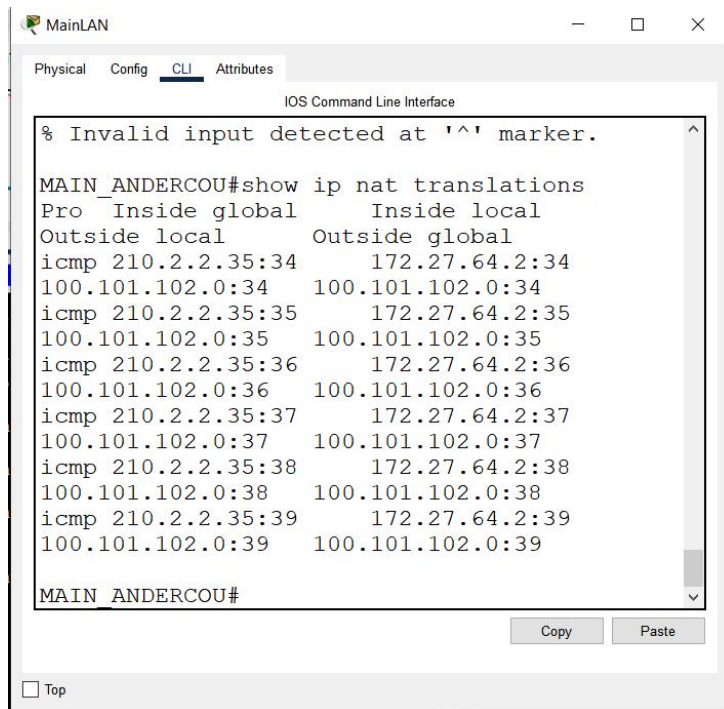 MainLAN
Physical Config CLI Attributes
IOS Command Line Interface
% Invalid input detected at '^' marker.
MAIN_ANDERCOU#show ip nat translations
Pro Inside global Inside local
Outside local Outside global
icmp 210.2.2.35:34 172.27.64.2:34
100.101.102.0:34 100.101.102.0:34
icmp 210.2.2.35:35 172.27.64.2:35
100.101.102.0:35 100.101.102.0:35
icmp 210.2.2.35:36 172.27.64.2:36
100.101.102.0:36 100.101.102.0:36
icmp 210.2.2.35:37 172.27.64.2:37
100.101.102.0:37 100.101.102.0:37
icmp 210.2.2.35:38 172.27.64.2:38
100.101.102.0:38 100.101.102.0:38
icmp 210.2.2.35:39 172.27.64.2:39
100.101.102.0:39 100.101.102.0:39
MAIN_ANDERCOU#
Copy Paste
Top